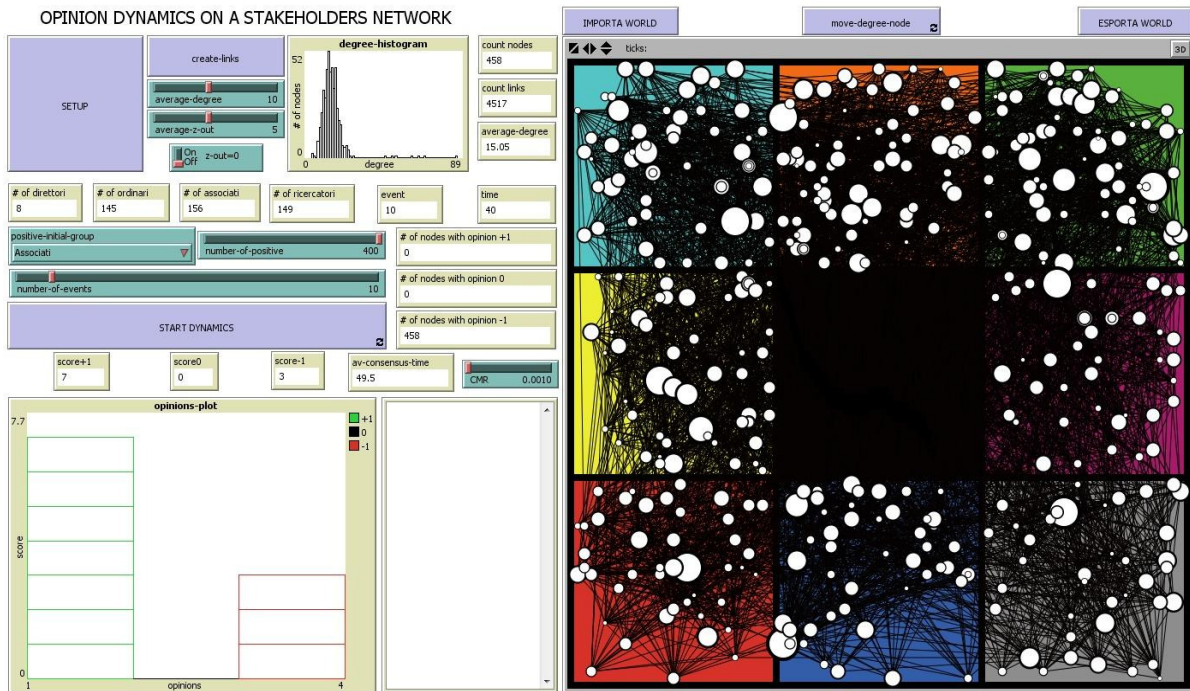 OPINION DYNAMICS ON A STAKEHOLDERS NETWORK
IMPORTA WORLD
move-degree-node
ESPORTA WORLD
SETUP
create-links
average-degree 10
average-z-out 5
On
Off
z-out=0
degree-histogram
52
# of nodes
0
0
degree
89
count nodes
458
count links
4517
average-degree
15.05
ticks:
3D
# of direttori
8
# of ordinari
145
# of associati
156
# of ricercatori
149
event
10
time
40
positive-initial-group
Associati
number-of-positive 400
# of nodes with opinion +1
0
number-of-events 10
# of nodes with opinion 0
0
START DYNAMICS
# of nodes with opinion -1
458
score+1
7
score0
0
score-1
3
av-consensus-time
49.5
CMR 0.0010
opinions-plot
7.7
score
0
1
opinions
4
+1
0
-1